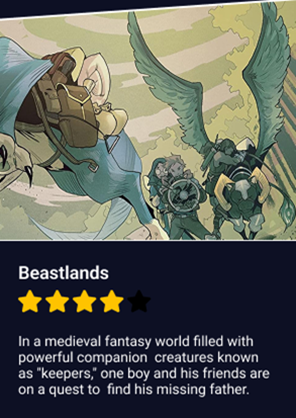 Beastlands
In a medieval fantasy world filled with
powerful companion creatures known
as "keepers," one boy and his friends are
on a quest to find his missing father.